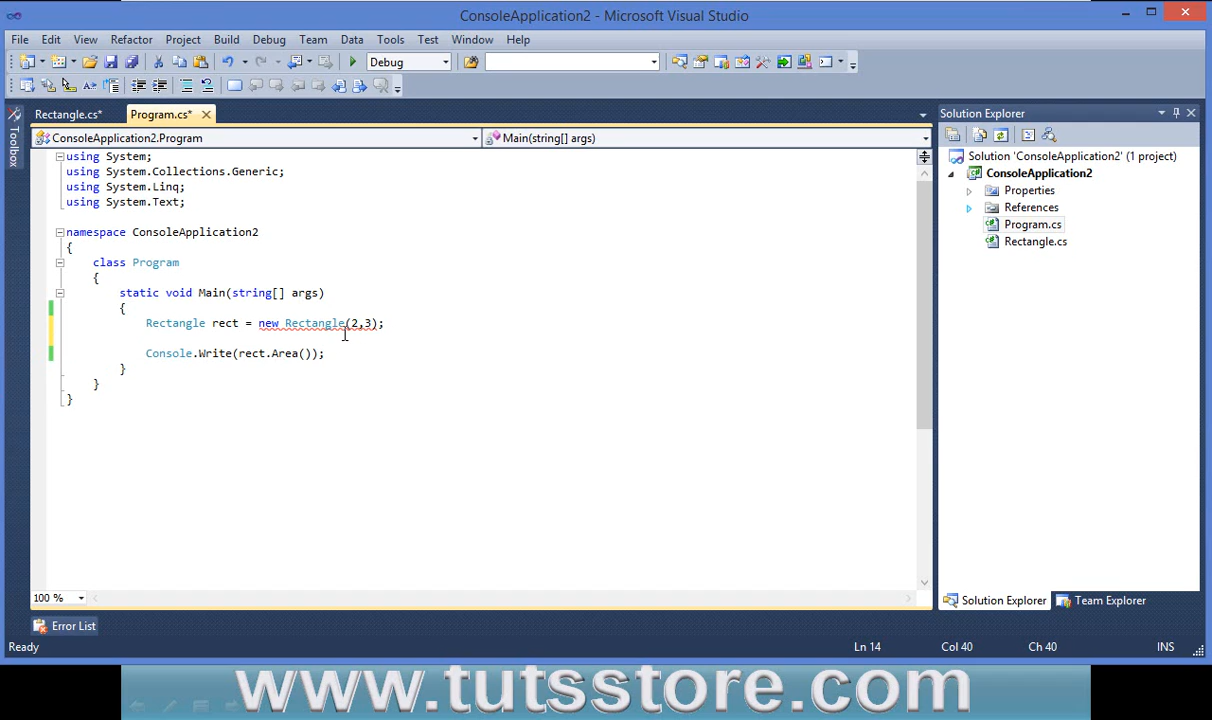 ConsoleApplication2 - Microsoft Visual Studio
File Edit View Refactor Project Build Debug Team Data Tools Test Window Help
Debug
Rectangle.cs* Program.cs*
Solution Explorer
Toolbox
ConsoleApplication2.Program Main(string[] args)
using System;
using System.Collections.Generic;
using System.Linq;
using System.Text;
namespace ConsoleApplication2
{
class Program
{
static void Main(string[] args)
{
Rectangle rect = new Rectangle(2,3);
Console.Write(rect.Area());
}
}
}
Solution 'ConsoleApplication2' (1 project)
ConsoleApplication2
Properties
References
Program.cs
Rectangle.cs
100 %
Solution Explorer Team Explorer
Error List
Ready Ln 14 Col 40 Ch 40 INS
www.tutsstore.com